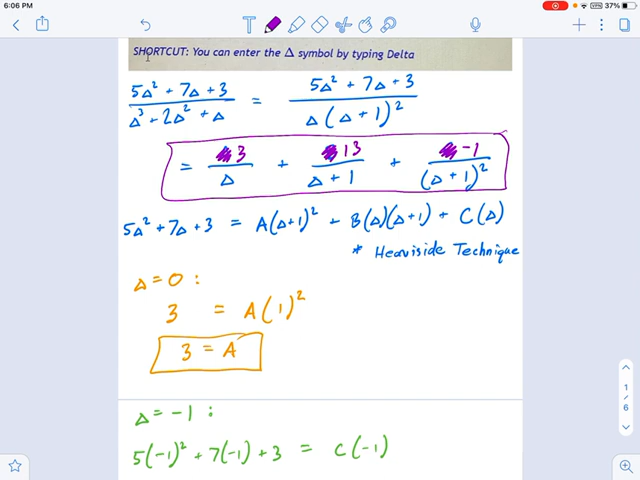 6:06 PM
37%
T
SHORTCUT: You can enter the Δ symbol by typing Delta
5Δ² + 7Δ + 3 / Δ³ + 2Δ² + Δ = 5Δ² + 7Δ + 3 / Δ(Δ + 1)²
= 3 / Δ + 13 / Δ + 1 + -1 / (Δ + 1)²
5Δ² + 7Δ + 3 = A(Δ+1)² + B(Δ)(Δ+1) + C(Δ)
* Heaviside Technique
Δ = 0 :
3 = A(1)²
3 = A
Δ = -1 :
5(-1)² + 7(-1) + 3 = C(-1)
1
/
6